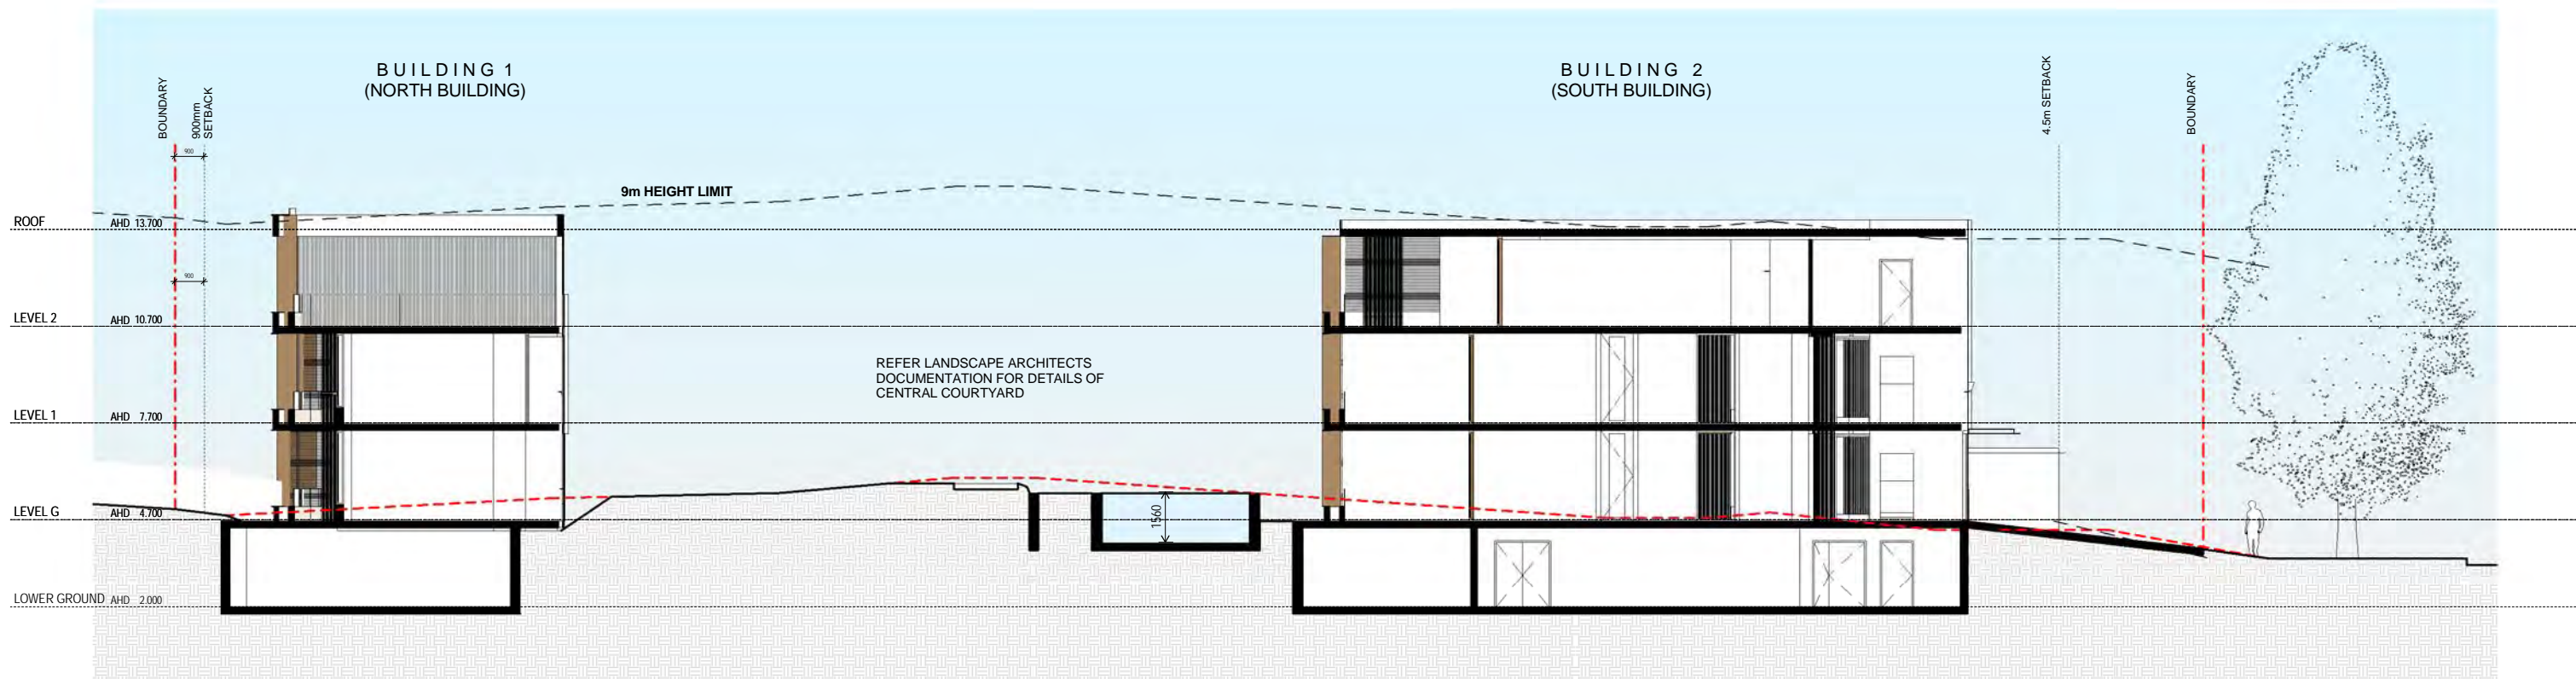 BUILDING 1
(NORTH BUILDING)
BUILDING 2
(SOUTH BUILDING)
BOUNDARY
900mm
SETBACK
4.5m SETBACK
BOUNDARY
900
9m HEIGHT LIMIT
ROOF AHD 13.700
900
LEVEL 2 AHD 10.700
REFER LANDSCAPE ARCHITECTS
DOCUMENTATION FOR DETAILS OF
CENTRAL COURTYARD
LEVEL 1 AHD 7.700
LEVEL G AHD 4.700
1560
LOWER GROUND AHD 2.000